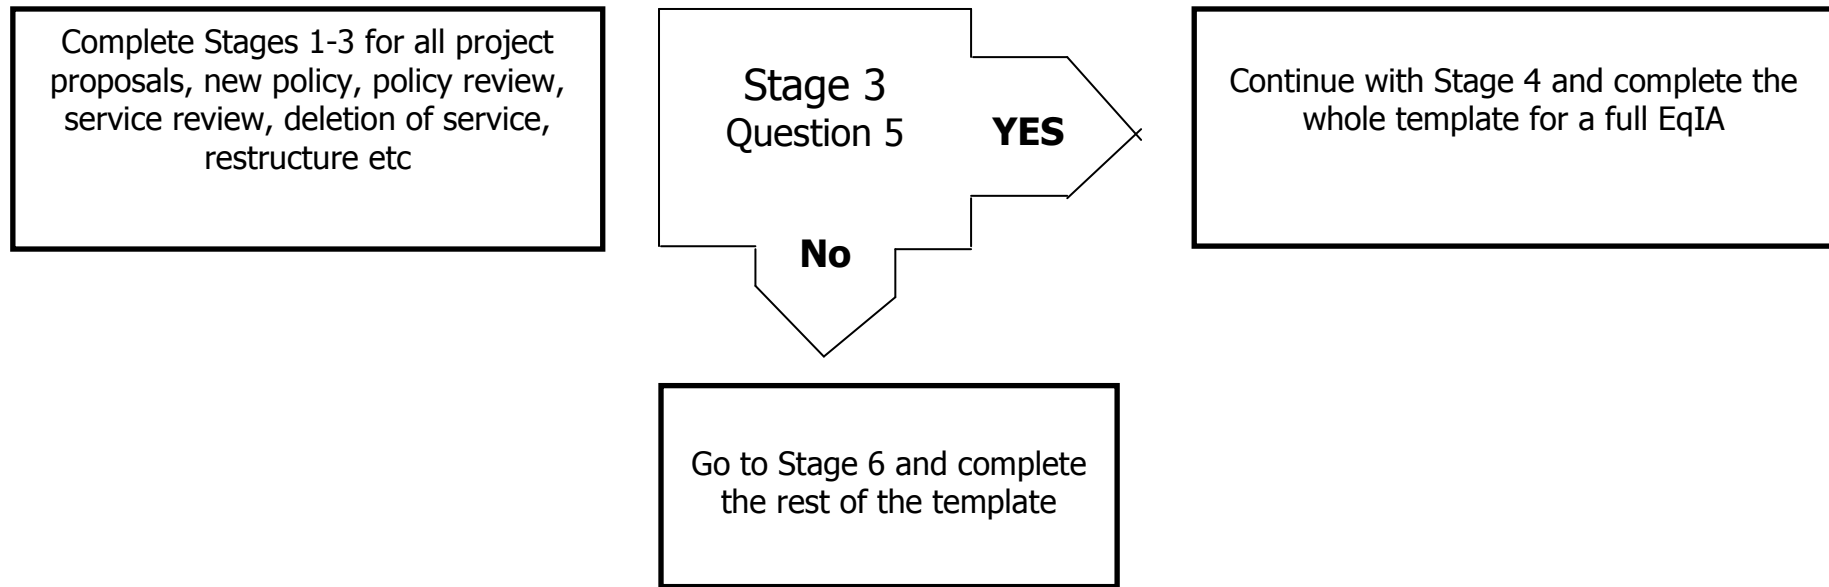 Complete Stages 1-3 for all project
proposals, new policy, policy review,
service review, deletion of service,
restructure etc
Stage 3
Question 5
YES
No
Continue with Stage 4 and complete the
whole template for a full EqIA
Go to Stage 6 and complete
the rest of the template